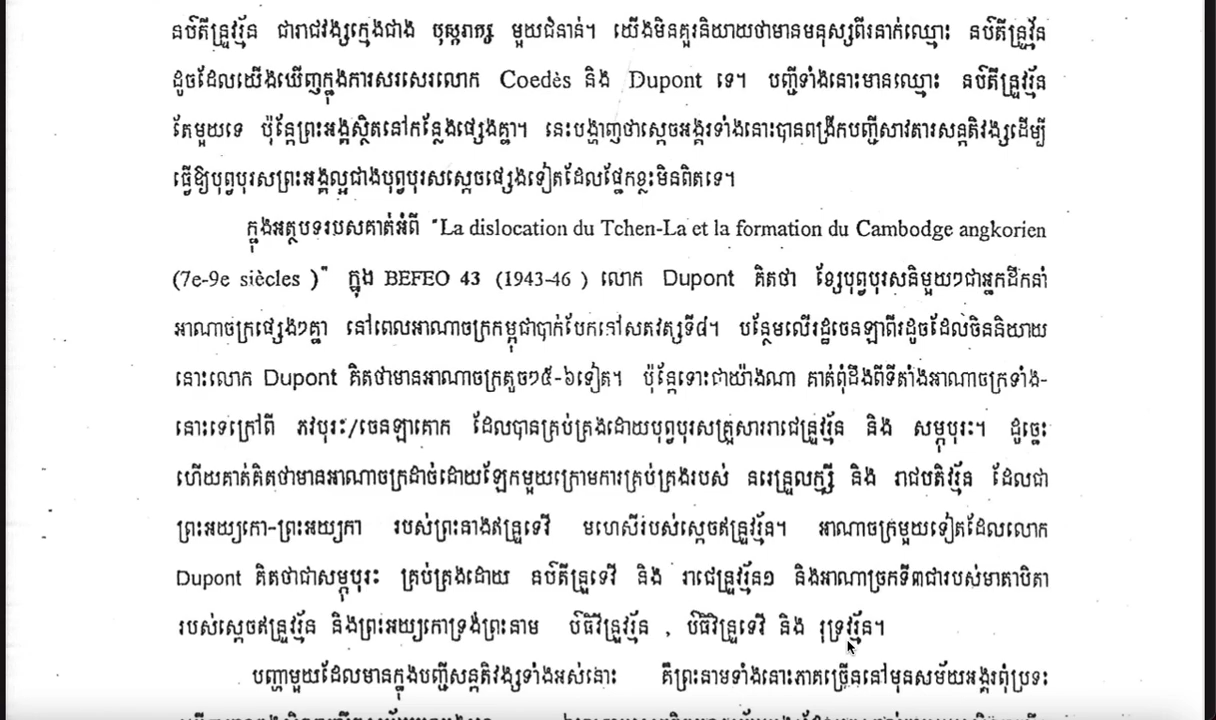 នប៌តីន្ទ្រវរ៌្មន ជារាជវង្សក្មេងជាង បុស្ករាក្ស មួយជំនាន់។ យើងមិនគួរនិយាយថាមានមនុស្សពីរនាក់ឈ្មោះ នប៌តីន្ទ្រវរ៌្មន
ដូចដែលយើងឃើញក្នុងការសរសេរលោក Coedès និង Dupont ទេ។ បញ្ជីទាំងនោះមានឈ្មោះ នប៌តីន្ទ្រវរ៌្មន
តែមួយទេ ប៉ុន្តែព្រះអង្គស្ថិតនៅកន្លែងផ្សេងគ្នា។ នេះបង្ហាញថាស្តេចអង្គរទាំងនោះបានពង្រីកបញ្ជីសាវតារសន្តតិវង្សដើម្បី
ធ្វើឱ្យបុព្វបុរសព្រះអង្គល្អជាងបុព្វបុរសស្តេចផ្សេងទៀតដែលផ្នែកខ្លះមិនពិតទេ។
ក្នុងអត្ថបទរបសគាត់អំពី "La dislocation du Tchen-La et la formation du Cambodge angkorien
(7e-9e siècles )" ក្នុង BEFEO 43 (1943-46 ) លោក Dupont គិតថា ខ្សែបុព្វបុរសនិមួយៗជាអ្នកដឹកនាំ
អាណាចក្រផ្សេងៗគ្នា នៅពេលអាណាចក្រកម្ពុជាបាក់បែកនៅសតវត្សទី៨។ បន្ថែមលើរដ្ឋចេនឡាពីរដូចដែលចិននិយាយ
នោះលោក Dupont គិតថាមានអាណាចក្រតូចៗ៥-៦ទៀត។ ប៉ុន្តែទោះជាយ៉ាងណា គាត់ពុំដឹងពីទីតាំងអាណាចក្រទាំង-
នោះទេក្រៅពី ភវបុរៈ/ចេនឡាគោក ដែលបានគ្រប់គ្រងដោយបុព្វបុរសគ្រួសាររាជេន្ទ្រវរ៌្មន និង សម្ភុបុរៈ។ ដូច្នេះ
ហើយគាត់គិតថាមានអាណាចក្រដាច់ដោយឡែកមួយក្រោមការគ្រប់គ្រងរបស់ នរេន្ទ្រលក្ស្មី និង រាជបតិវរ៌្មន ដែលជា
ព្រះអយ្យកោ-ព្រះអយ្យកា របស់ព្រះនាងឥន្ទ្រទេវី មហេសីរបស់ស្តេចឥន្ទ្រវរ៌្មន។ អាណាចក្រមួយទៀតដែលលោក
Dupont គិតថាជាសម្ភុបុរៈ គ្រប់គ្រងដោយ នប៌តីន្ទ្រទេវី និង រាជេន្ទ្រវរ៌្មន១ និងអាណាច្រកទី៣ជារបស់មាតាបិតា
របស់ស្តេចឥន្ទ្រវរ៌្មន និងព្រះអយ្យកោទ្រង់ព្រះនាម ប៌ធិវីន្ទ្រវរ៌្មន , ប៌ធិវិន្ទ្រទេវី និង រុទ្រវរ៌្មន។
បញ្ហាមួយដែលមានក្នុងបញ្ជីសន្តតិវង្សទាំងអស់នោះ គឺព្រះនាមទាំងនោះភាគច្រើននៅមុនសម័យអង្គរពុំប្រទះ